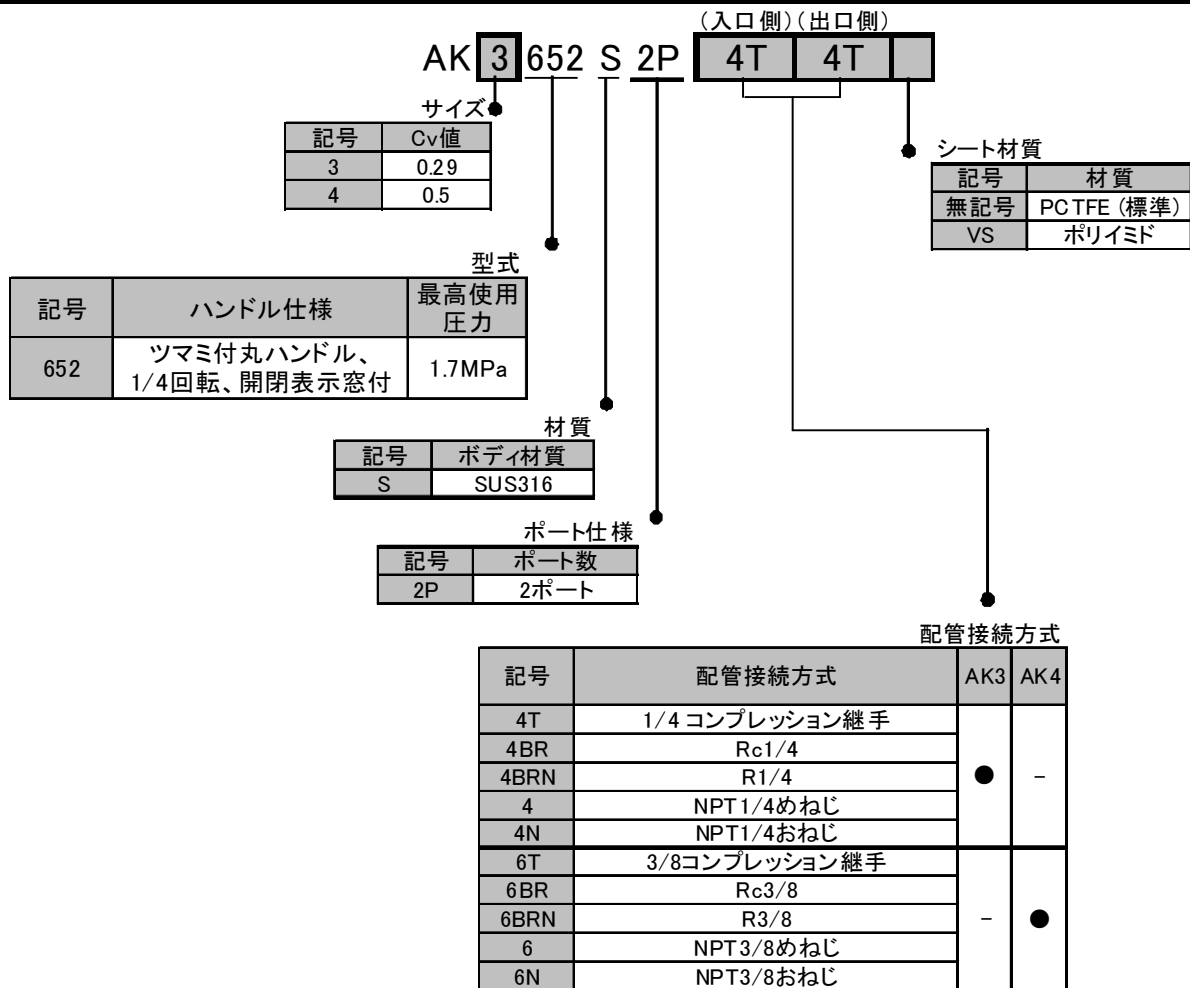 (入口側)(出口側)
AK 3 652 S 2P 4T 4T
サイズ
記号 Cv値
3 0.29
4 0.5
シート材質
記号 材質
無記号 PCTFE (標準)
VS ポリイミド
型式
記号 ハンドル仕様 最高使用
圧力
652 ツマミ付丸ハンドル、
1/4回転、開閉表示窓付 1.7MPa
材質
記号 ボディ材質
S SUS316
ポート仕様
記号 ポート数
2P 2ポート
配管接続方式
記号 配管接続方式 AK3 AK4
4T 1/4 コンプレッション継手
4BR Rc1/4
4BRN R1/4 ● -
4 NPT1/4めねじ
4N NPT1/4おねじ
6T 3/8コンプレッション継手
6BR Rc3/8
6BRN R3/8 - ●
6 NPT3/8めねじ
6N NPT3/8おねじ